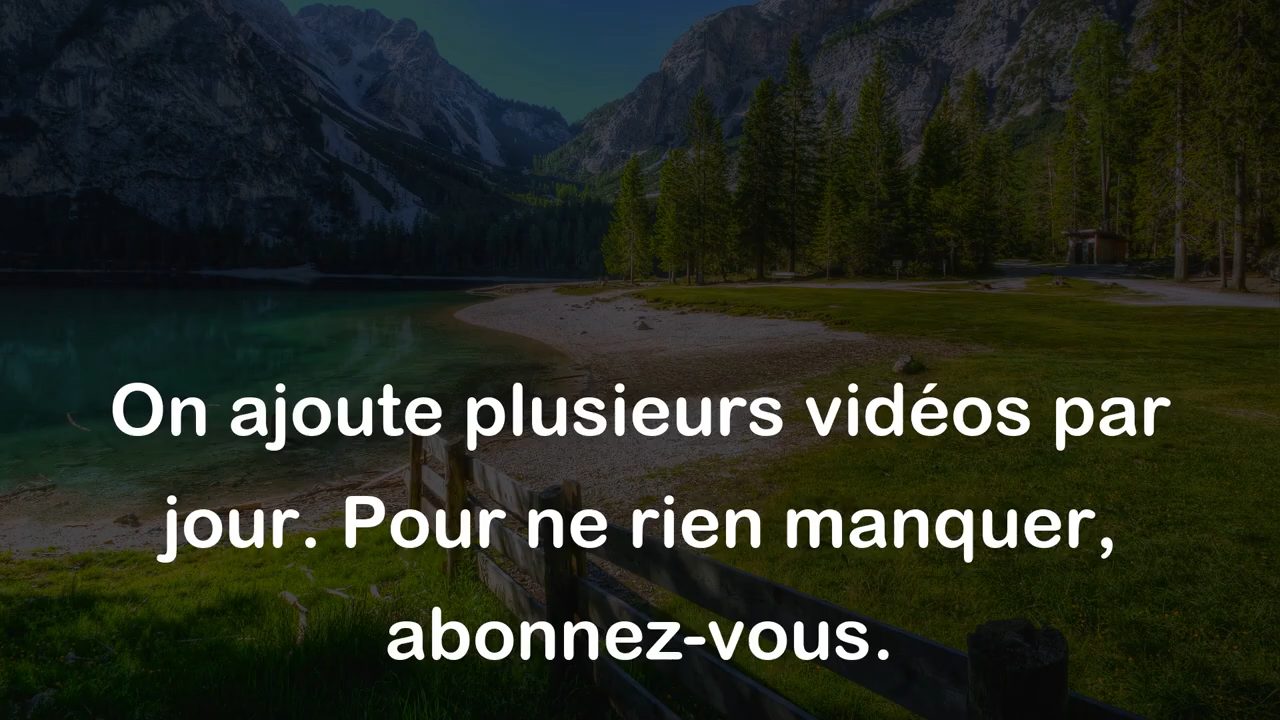 On ajoute plusieurs vidéos par
jour. Pour ne rien manquer,
abonnez-vous.